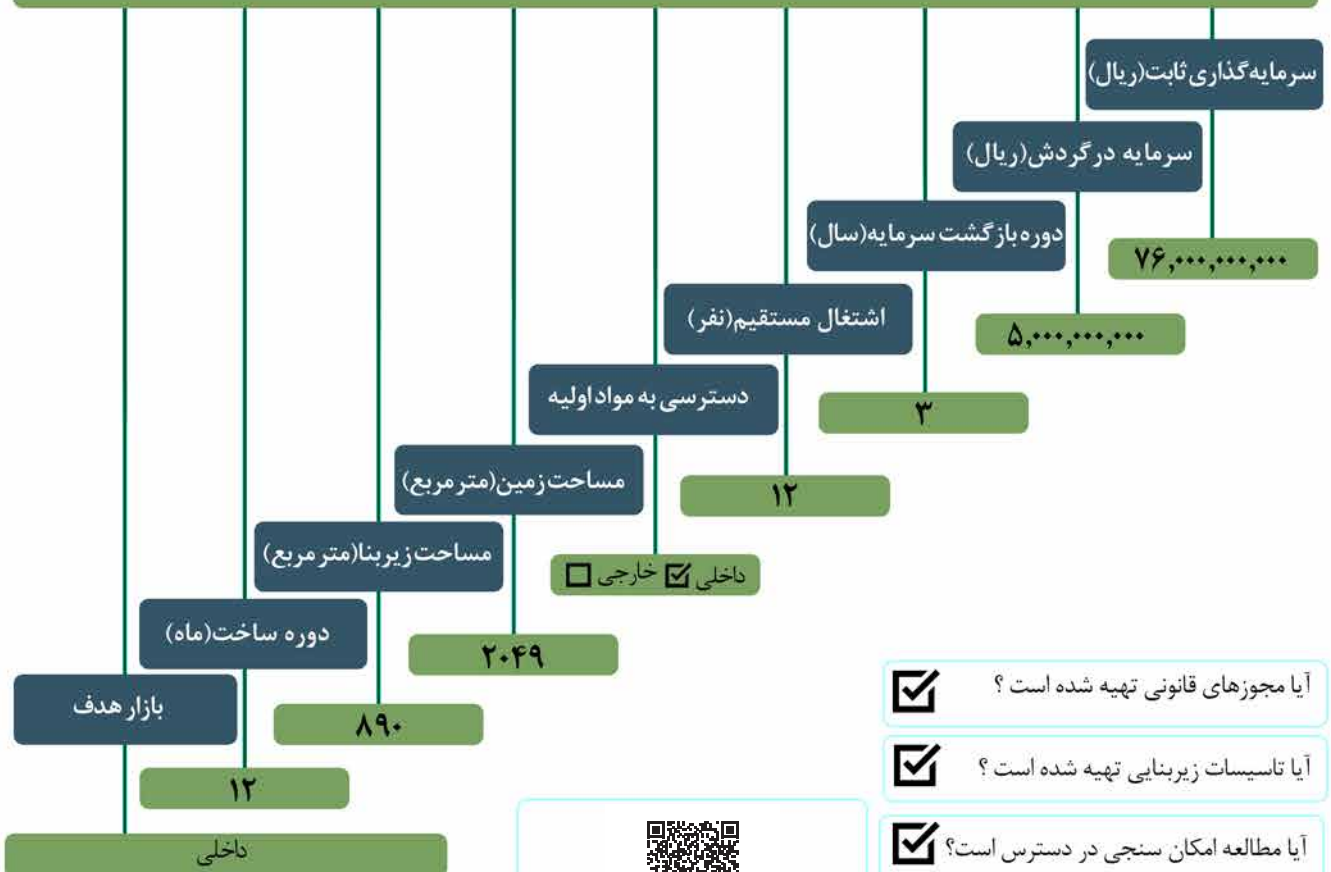 سرمایه‌گذاری ثابت(ریال)
۷۶,۰۰۰,۰۰۰,۰۰۰
سرمایه در گردش(ریال)
۵,۰۰۰,۰۰۰,۰۰۰
دوره بازگشت سرمایه(سال)
۳
اشتغال مستقیم(نفر)
۱۲
دسترسی به مواد اولیه
داخلی ☑ خارجی ☐
مساحت زمین(متر مربع)
۲۰۴۹
مساحت زیربنا(متر مربع)
۸۹۰
دوره ساخت(ماه)
۱۲
بازار هدف
داخلی
آیا مجوزهای قانونی تهیه شده است ؟ ☑
آیا تاسیسات زیربنایی تهیه شده است ؟ ☑
آیا مطالعه امکان سنجی در دسترس است؟ ☑